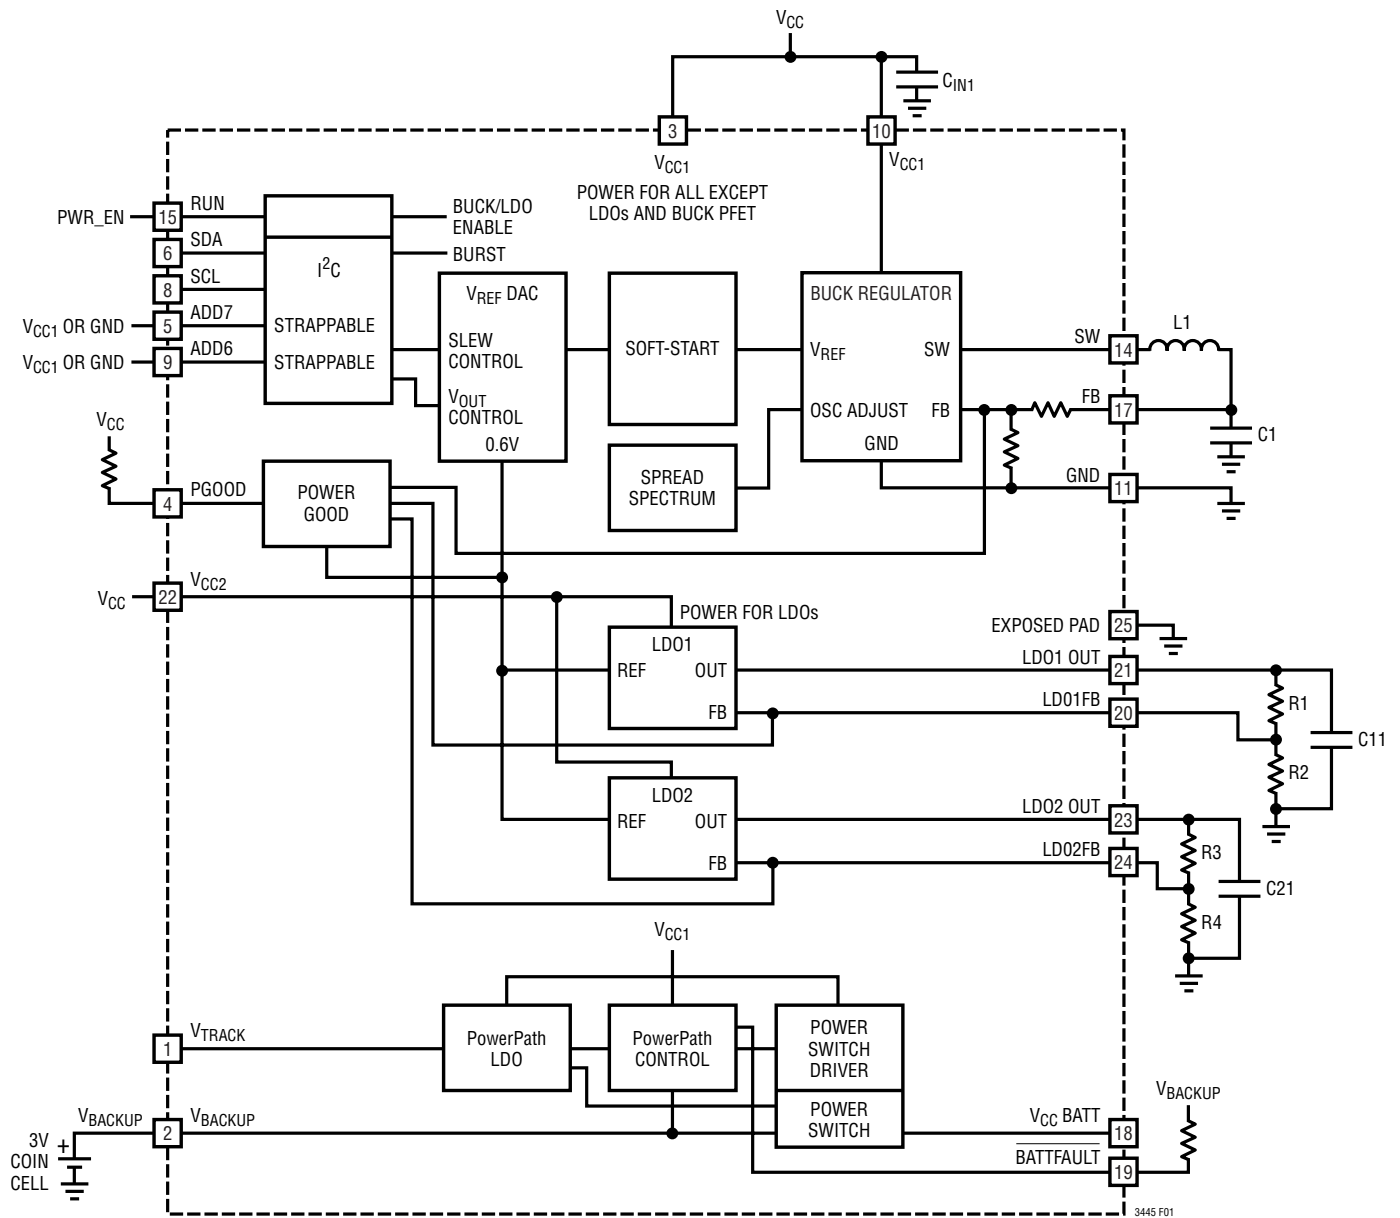 VCC
CIN1
3
10
VCC1
VCC1
POWER FOR ALL EXCEPT
LDOs AND BUCK PFET
PWR_EN
15
RUN
BUCK/LDO
ENABLE
6
SDA
BURST
I2C
8
SCL
VCC1 OR GND
5
ADD7
STRAPPABLE
VCC1 OR GND
9
ADD6
STRAPPABLE
VREF DAC
SLEW
CONTROL
VOUT
CONTROL
0.6V
SOFT-START
SPREAD
SPECTRUM
BUCK REGULATOR
VREF
SW
OSC ADJUST
FB
GND
SW
14
L1
FB
17
C1
GND
11
VCC
4
PGOOD
POWER
GOOD
VCC
22
VCC2
POWER FOR LDOs
LDO1
REF
OUT
FB
EXPOSED PAD
25
LDO1 OUT
21
LDO1FB
20
R1
R2
C11
LDO2
REF
OUT
FB
LDO2 OUT
23
LDO2FB
24
R3
R4
C21
VCC1
1
VTRACK
PowerPath
LDO
PowerPath
CONTROL
POWER
SWITCH
DRIVER
POWER
SWITCH
VBACKUP
2
VBACKUP
3V
+
COIN
CELL
VCC BATT
18
BATTFAULT
19
VBACKUP
3445 F01